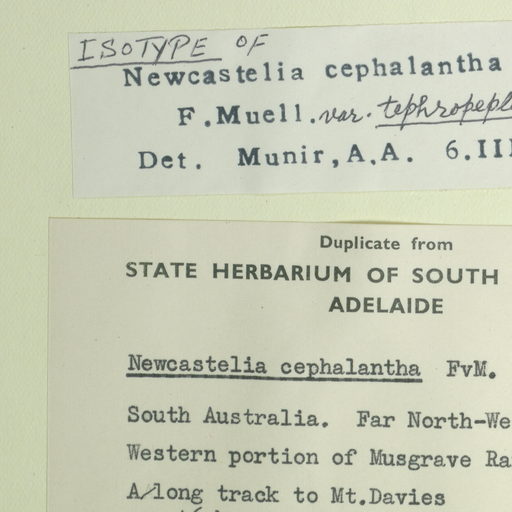 ISOTYPE OF
Newcastelia cephalantha
F.Muell. var.
Det. Munir,A.A. 6.III
Duplicate from
STATE HERBARIUM OF SOUTH
ADELAIDE
Newcastelia cephalantha FvM.
South Australia. Far North-We
Western portion of Musgrave Ra
A/long track to Mt.Davies